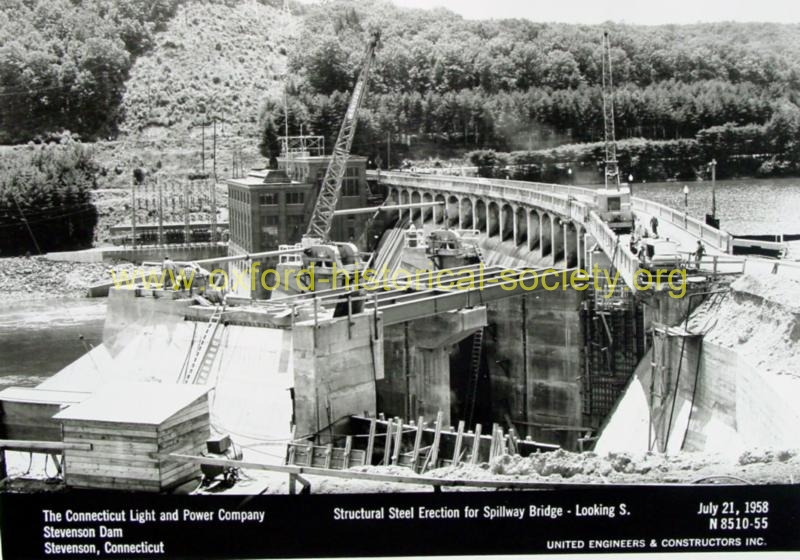 www.oxford-historical-society.org
The Connecticut Light and Power Company
Stevenson Dam
Stevenson, Connecticut
Structural Steel Erection for Spillway Bridge - Looking S.
July 21, 1958
N 8510-55
UNITED ENGINEERS & CONSTRUCTORS INC.